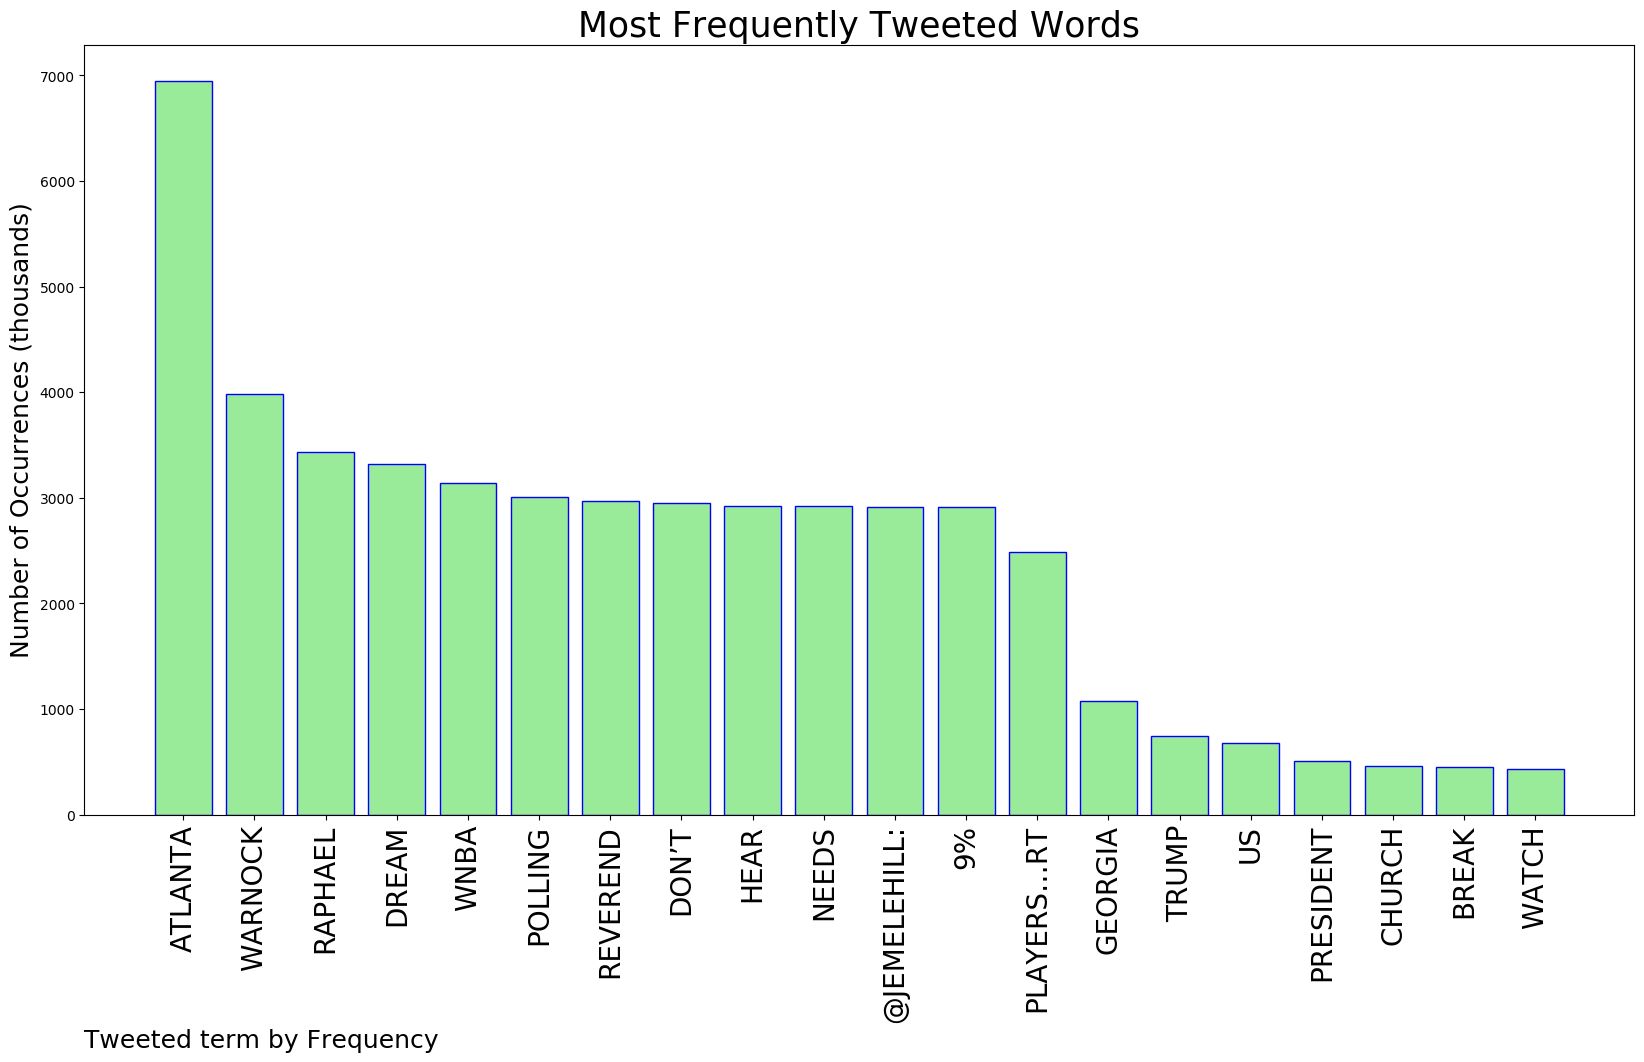 Most Frequently Tweeted Words
Number of Occurrences (thousands)
7000
6000
5000
4000
3000
2000
1000
0
ATLANTA
WARNOCK
RAPHAEL
DREAM
WNBA
POLLING
REVEREND
DON’T
HEAR
NEEDS
@JEMELEHILL:
9%
PLAYERS...RT
GEORGIA
TRUMP
US
PRESIDENT
CHURCH
BREAK
WATCH
Tweeted term by Frequency